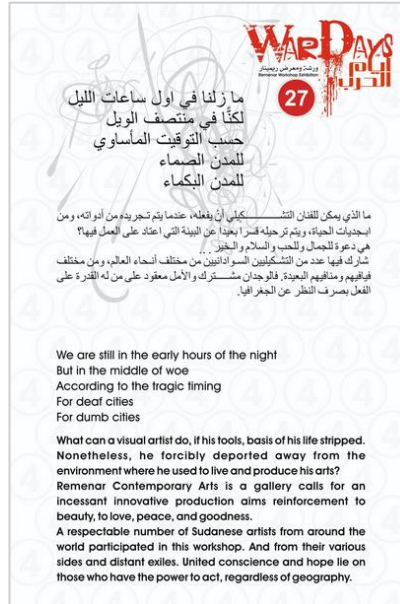 WAR DAYS
أيام الحرب
ورشة ومعرض ريمينار
Remenar Workshop Exhibition
27
ما زلنا في اول ساعات الليل
لكنَّا في منتصف الويل
حسب التوقيت المأساوي
للمدن الصماء
للمدن البكماء
ما الذي يمكن للفنان التشكيلي أنْ يفعله، عندما يتم تجريده من أدواته، ومن
ابجديات الحياة، ويتم ترحيله قسراً بعيداً عن البيئة التي اعتاد على العمل فيها؟
هي دعوة للجمال وللحب والسلام والخير . . .
شارك فيها عدد من التشكيليين السودانيين من مختلف أنحاء العالم، ومن مختلف
فيافيهم ومنافيهم البعيدة. فالوجدان مشترك والأمل معقود على من له القدرة على
الفعل بصرف النظر عن الجغرافيا.
We are still in the early hours of the night
But in the middle of woe
According to the tragic timing
For deaf cities
For dumb cities
What can a visual artist do, if his tools, basis of his life stripped.
Nonetheless, he forcibly deported away from the
environment where he used to live and produce his arts?
Remenar Contemporary Arts is a gallery calls for an
incessant innovative production aims reinforcement to
beauty, to love, peace, and goodness.
A respectable number of Sudanese artists from around the
world participated in this workshop. And from their various
sides and distant exiles. United conscience and hope lie on
those who have the power to act, regardless of geography.